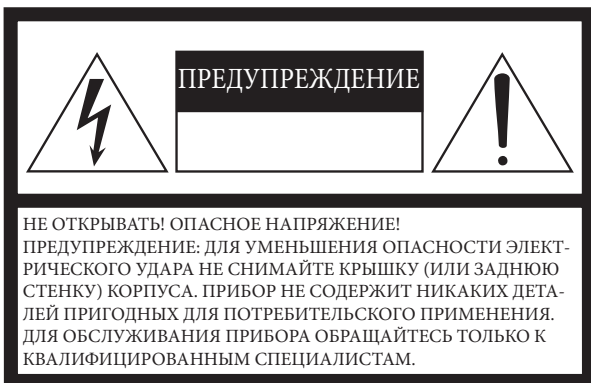 ПРЕДУПРЕЖДЕНИЕ
НЕ ОТКРЫВАТЬ! ОПАСНОЕ НАПРЯЖЕНИЕ!
ПРЕДУПРЕЖДЕНИЕ: ДЛЯ УМЕНЬШЕНИЯ ОПАСНОСТИ ЭЛЕКТ-
РИЧЕСКОГО УДАРА НЕ СНИМАЙТЕ КРЫШКУ (ИЛИ ЗАДНЮЮ
СТЕНКУ) КОРПУСА. ПРИБОР НЕ СОДЕРЖИТ НИКАКИХ ДЕТА-
ЛЕЙ ПРИГОДНЫХ ДЛЯ ПОТРЕБИТЕЛЬСКОГО ПРИМЕНЕНИЯ.
ДЛЯ ОБСЛУЖИВАНИЯ ПРИБОРА ОБРАЩАЙТЕСЬ ТОЛЬКО К
КВАЛИФИЦИРОВАННЫМ СПЕЦИАЛИСТАМ.